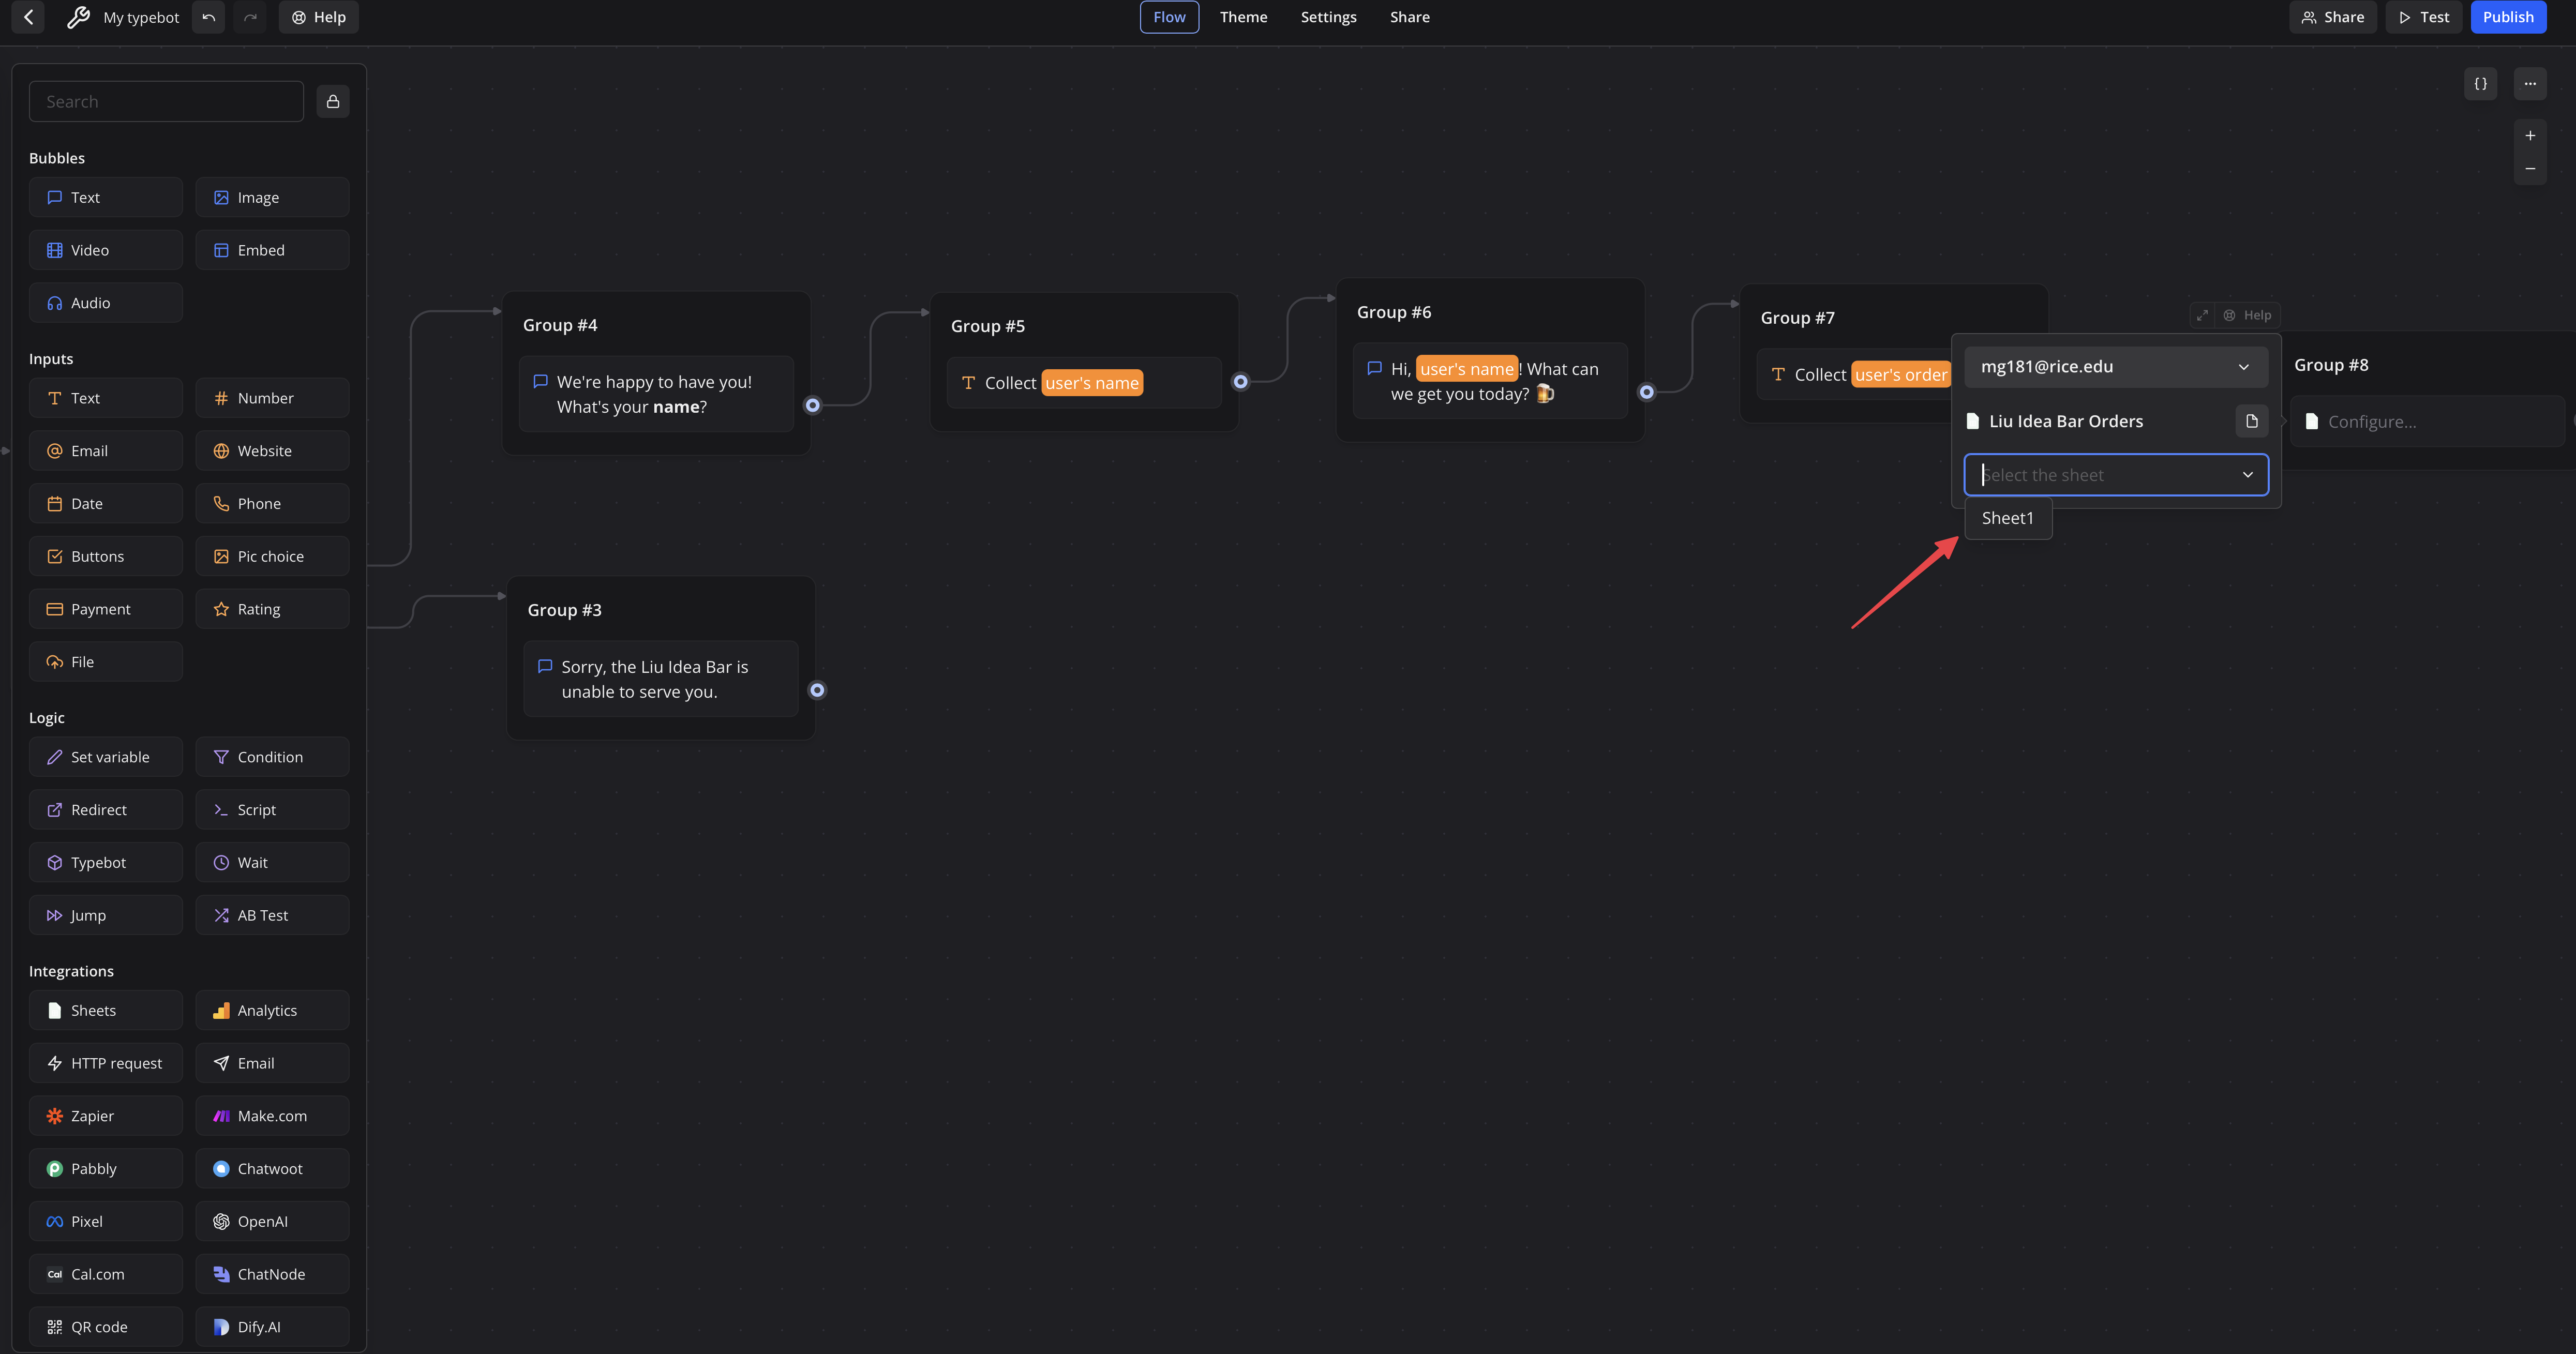 My typebot
Help
Flow
Theme
Settings
Share
Share
Test
Publish
Search
Bubbles
Text
Image
Video
Embed
Audio
Inputs
Text
Number
Email
Website
Date
Phone
Buttons
Pic choice
Payment
Rating
File
Logic
Set variable
Condition
Redirect
Script
Typebot
Wait
Jump
AB Test
Integrations
Sheets
Analytics
HTTP request
Email
Zapier
Make.com
Pabbly
Chatwoot
Pixel
OpenAI
Cal
Cal.com
ChatNode
QR code
Dify.AI
Group #4
We're happy to have you!
What's your name?
Group #5
Collect user's name
Group #6
Hi, user's name! What can
we get you today? 🍺
Group #7
Collect user's order
Help
mg181@rice.edu
Liu Idea Bar Orders
Select the sheet
Sheet1
Group #8
Configure...
Group #3
Sorry, the Liu Idea Bar is
unable to serve you.